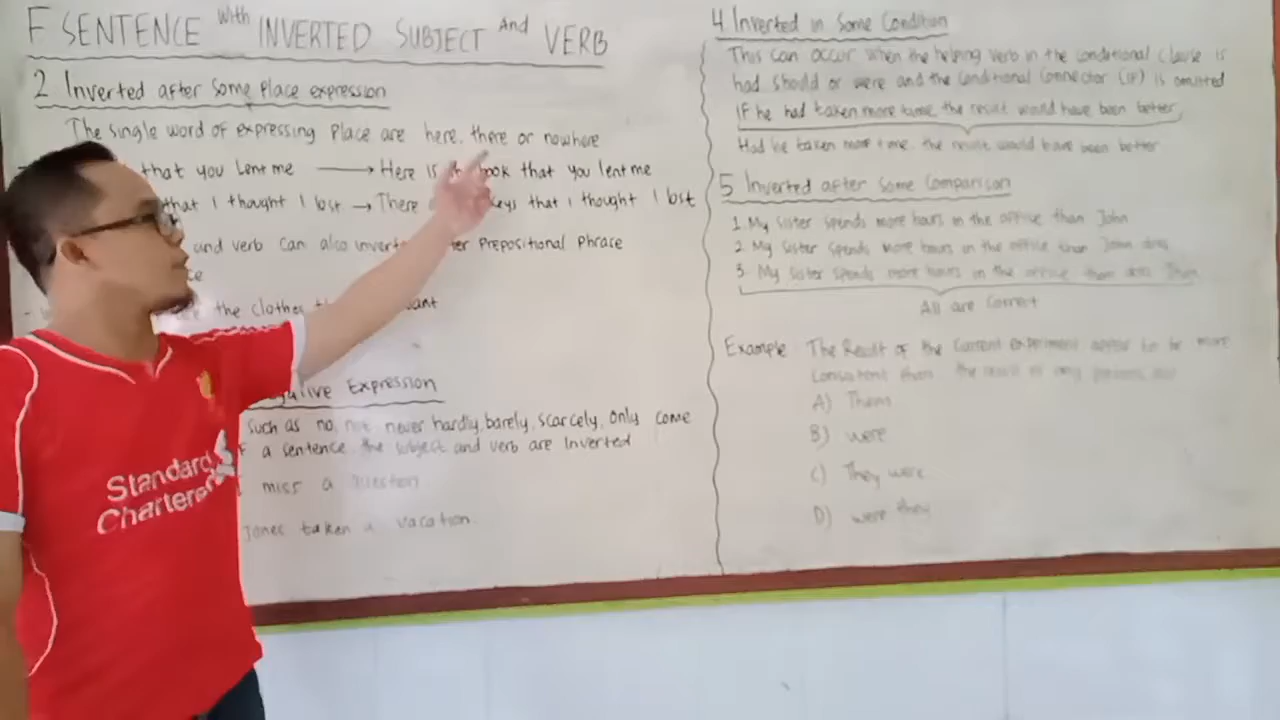 F SENTENCE With INVERTED SUBJECT And VERB
2 Inverted after Some Place expression
The Single word of expressing Place are here, there or nowhere
that you Lent me → Here is book that you lent me
that I thought I lost → There that I thought I lost
and verb can also Prepositional Phrase
the clothes
Expression
Such as no, not, never hardly, barely, scarcely, Only come
a sentence the subject and verb are Inverted
miss a question
Jones taken a vacation
Standard
Chartered
4 Inverted in Some Condition
This can occur when the helping verb in the conditional Clause is
had should or were and the conditional Connector (IF) is omitted
IF he had taken more time, the result would have been better
Had he taken more time, the result would have been better
5 Inverted after Some Comparison
1. My Sister Spends more hours in the office than John
2 My Sister Spends More hours in the office than John does
3 My Sister Spends more hours in the office than does
All are Correct
Example: The Result of the Current experiment appear to be more
Consistent than the result of any
A)
B) were
C) They were
D) were they